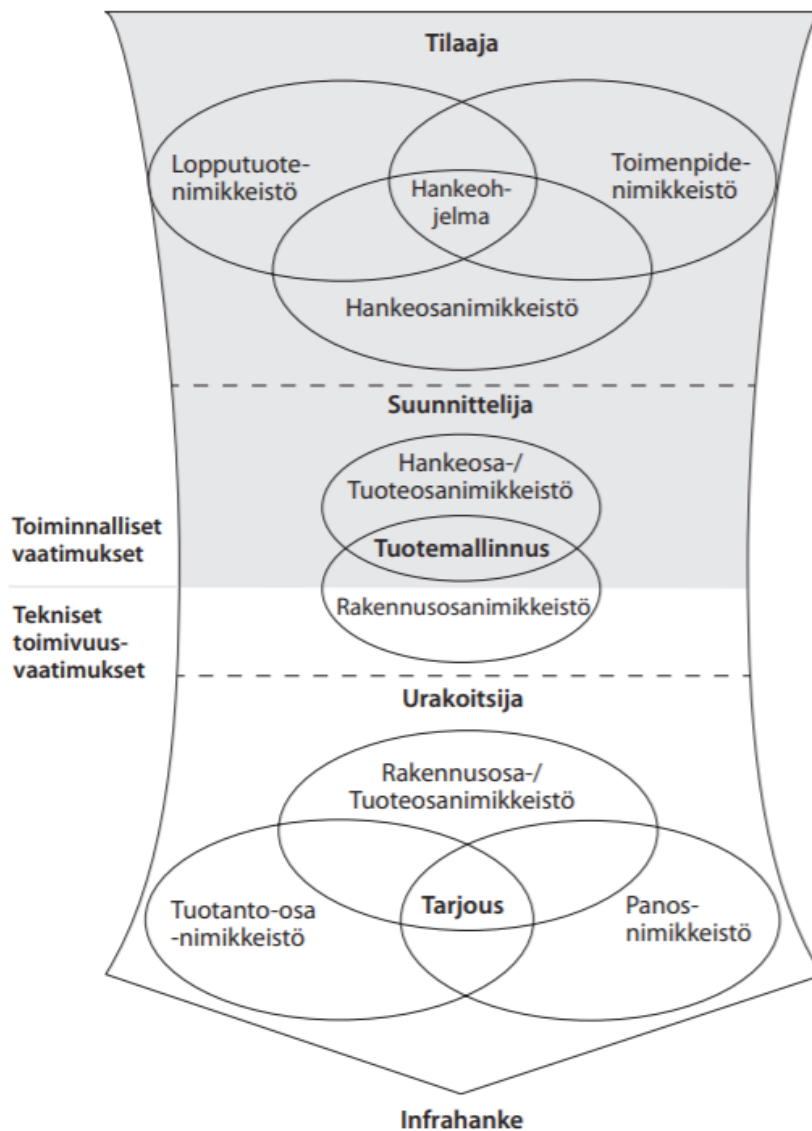 Tilaaja
Lopputuote-
nimikkeistö
Toimenpide-
nimikkeistö
Hankeoh-
jelma
Hankeosanimikkeistö
Suunnittelija
Hankeosa-/
Tuoteosanimikkeistö
Toiminnalliset
vaatimukset
Tuotemallinnus
Tekniset
toimivuus-
vaatimukset
Rakennusosanimikkeistö
Urakoitsija
Rakennusosa-/
Tuoteosanimikkeistö
Tuotanto-osa
-nimikkeistö
Tarjous
Panos-
nimikkeistö
Infrahanke